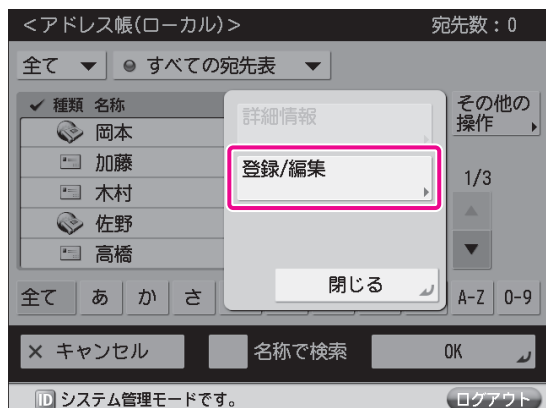 <アドレス帳(ローカル)>
宛先数:0
全て
すべての宛先表
種類 名称
岡本
加藤
木村
佐野
高橋
詳細情報
登録/編集
閉じる
その他の
操作
1/3
全て あ か さ A-Z 0-9
× キャンセル
名称で検索
OK
ID システム管理モードです。
ログアウト